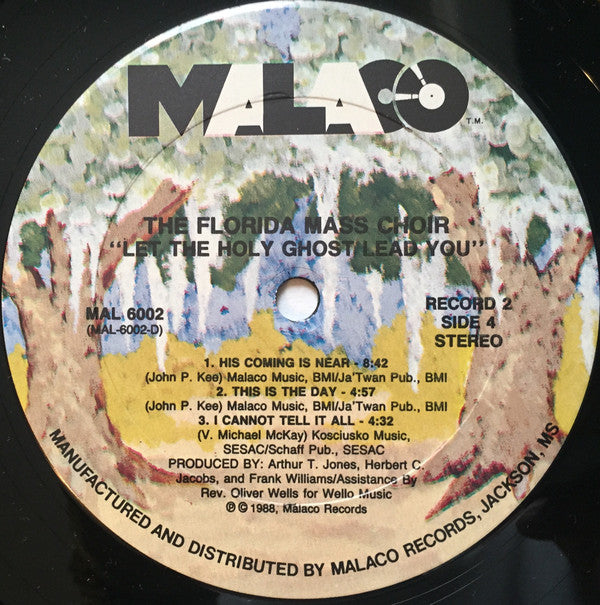 MALACO
T.M.
THE FLORIDA MASS CHOIR
"LET THE HOLY GHOST LEAD YOU"
MAL 6002
(MAL-6002-D)
RECORD 2
SIDE 4
STEREO
1. HIS COMING IS NEAR - 8:42
(John P. Kee) Malaco Music, BMI/Ja'Twan Pub., BMI
2. THIS IS THE DAY - 4:57
(John P. Kee) Malaco Music, BMI/Ja'Twan Pub., BMI
3. I CANNOT TELL IT ALL - 4:32
(V. Michael McKay) Kosciusko Music,
SESAC/Schaff Pub., SESAC
PRODUCED BY: Arthur T. Jones, Herbert C.
Jacobs, and Frank Williams/Assistance By
Rev. Oliver Wells for Wello Music
℗ © 1988, Malaco Records
MANUFACTURED AND DISTRIBUTED BY MALACO RECORDS, JACKSON, MS